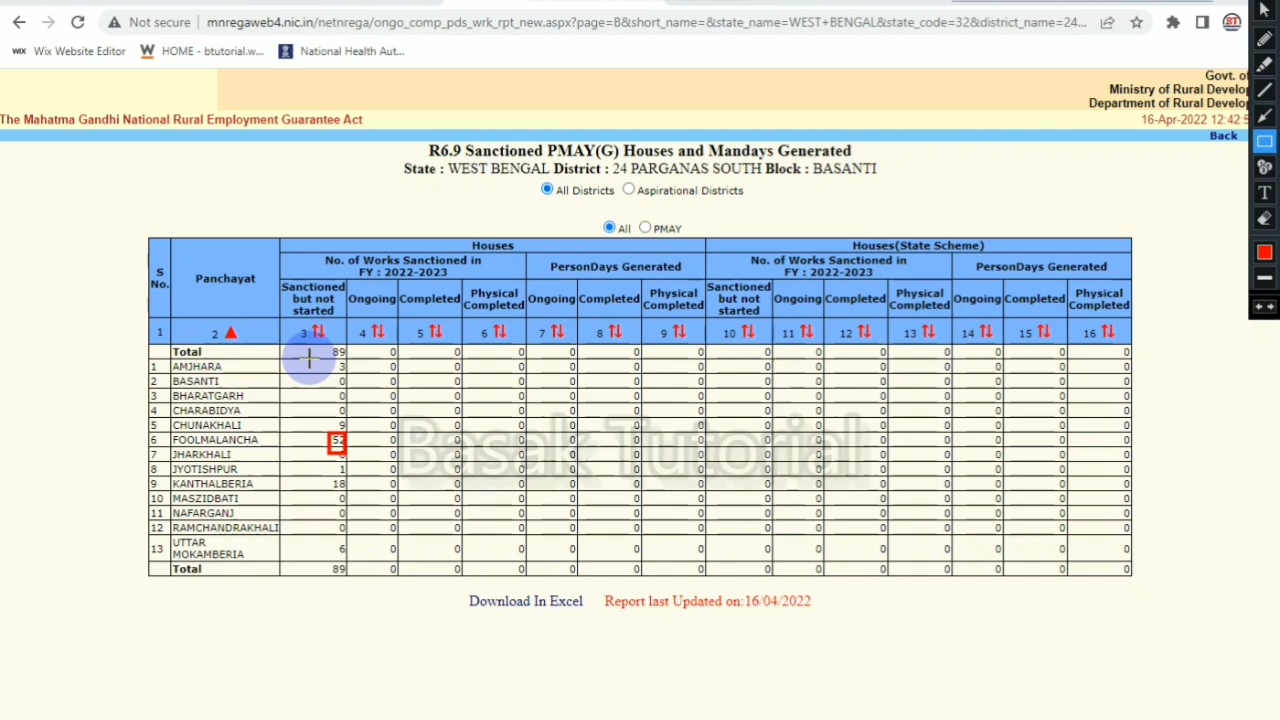 Not secure mnregaweb4.nic.in/netnrega/ongo_comp_pds_wrk_rpt_new.aspx?page=B&short_name=&state_name=WEST+BENGAL&state_code=32&district_name=24...
WIX Wix Website Editor HOME - btutorial.w... National Health Aut...
Govt. of
Ministry of Rural Develop
Department of Rural Develop
The Mahatma Gandhi National Rural Employment Guarantee Act 16-Apr-2022 12:42:5
Back
R6.9 Sanctioned PMAY(G) Houses and Mandays Generated
State : WEST BENGAL District : 24 PARGANAS SOUTH Block : BASANTI
All Districts Aspirational Districts
All PMAY
S No. Panchayat Houses Houses(State Scheme)
No. of Works Sanctioned in FY : 2022-2023 PersonDays Generated No. of Works Sanctioned in FY : 2022-2023 PersonDays Generated
Sanctioned but not started Ongoing Completed Physical Completed Ongoing Completed Physical Completed Sanctioned but not started Ongoing Completed Physical Completed Ongoing Completed Physical Completed
1 2 3 4 5 6 7 8 9 10 11 12 13 14 15 16
Total 89 0 0 0 0 0 0 0 0 0 0 0 0 0
1 AMJHARA 3 0 0 0 0 0 0 0 0 0 0 0 0 0
2 BASANTI 0 0 0 0 0 0 0 0 0 0 0 0 0 0
3 BHARATGARH 0 0 0 0 0 0 0 0 0 0 0 0 0 0
4 CHARABIDYA 0 0 0 0 0 0 0 0 0 0 0 0 0 0
5 CHUNAKHALI 9 0 0 0 0 0 0 0 0 0 0 0 0 0
6 FOOLMALANCHA 52 0 0 0 0 0 0 0 0 0 0 0 0 0
Basak Tutorial
7 JHARKHALI 0 0 0 0 0 0 0 0 0 0 0 0 0 0
8 JYOTISHPUR 1 0 0 0 0 0 0 0 0 0 0 0 0 0
9 KANTHALBERIA 18 0 0 0 0 0 0 0 0 0 0 0 0 0
10 MASZIDBATI 0 0 0 0 0 0 0 0 0 0 0 0 0 0
11 NAFARGANJ 0 0 0 0 0 0 0 0 0 0 0 0 0 0
12 RAMCHANDRAKHALI 0 0 0 0 0 0 0 0 0 0 0 0 0 0
13 UTTAR MOKAMBERIA 6 0 0 0 0 0 0 0 0 0 0 0 0 0
Total 89 0 0 0 0 0 0 0 0 0 0 0 0 0
Download In Excel Report last Updated on:16/04/2022